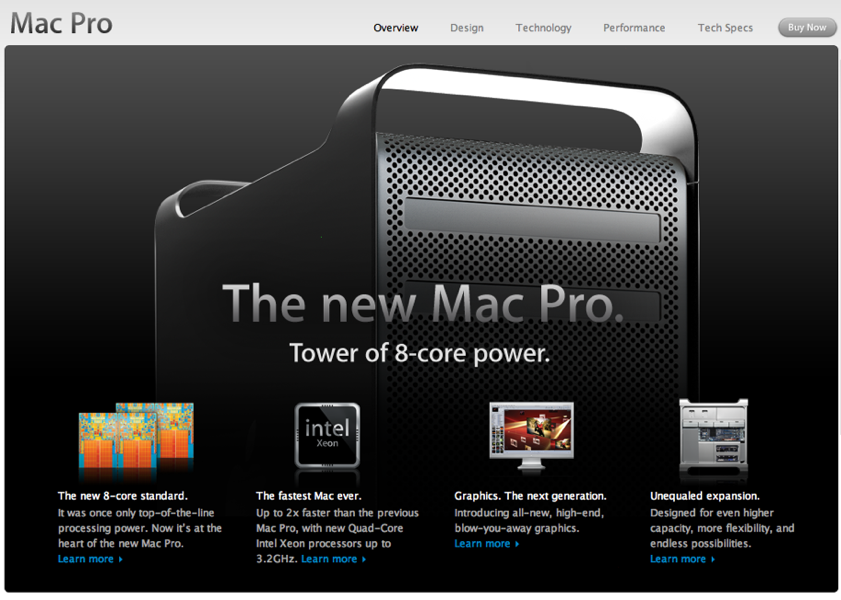 Mac Pro
Overview
Design
Technology
Performance
Tech Specs
Buy Now
The new Mac Pro.
Tower of 8-core power.
intel
Xeon
The new 8-core standard.
It was once only top-of-the-line
processing power. Now it's at the
heart of the new Mac Pro.
Learn more
The fastest Mac ever.
Up to 2x faster than the previous
Mac Pro, with new Quad-Core
Intel Xeon processors up to
3.2GHz. Learn more
Graphics. The next generation.
Introducing all-new, high-end,
blow-you-away graphics.
Learn more
Unequaled expansion.
Designed for even higher
capacity, more flexibility, and
endless possibilities.
Learn more